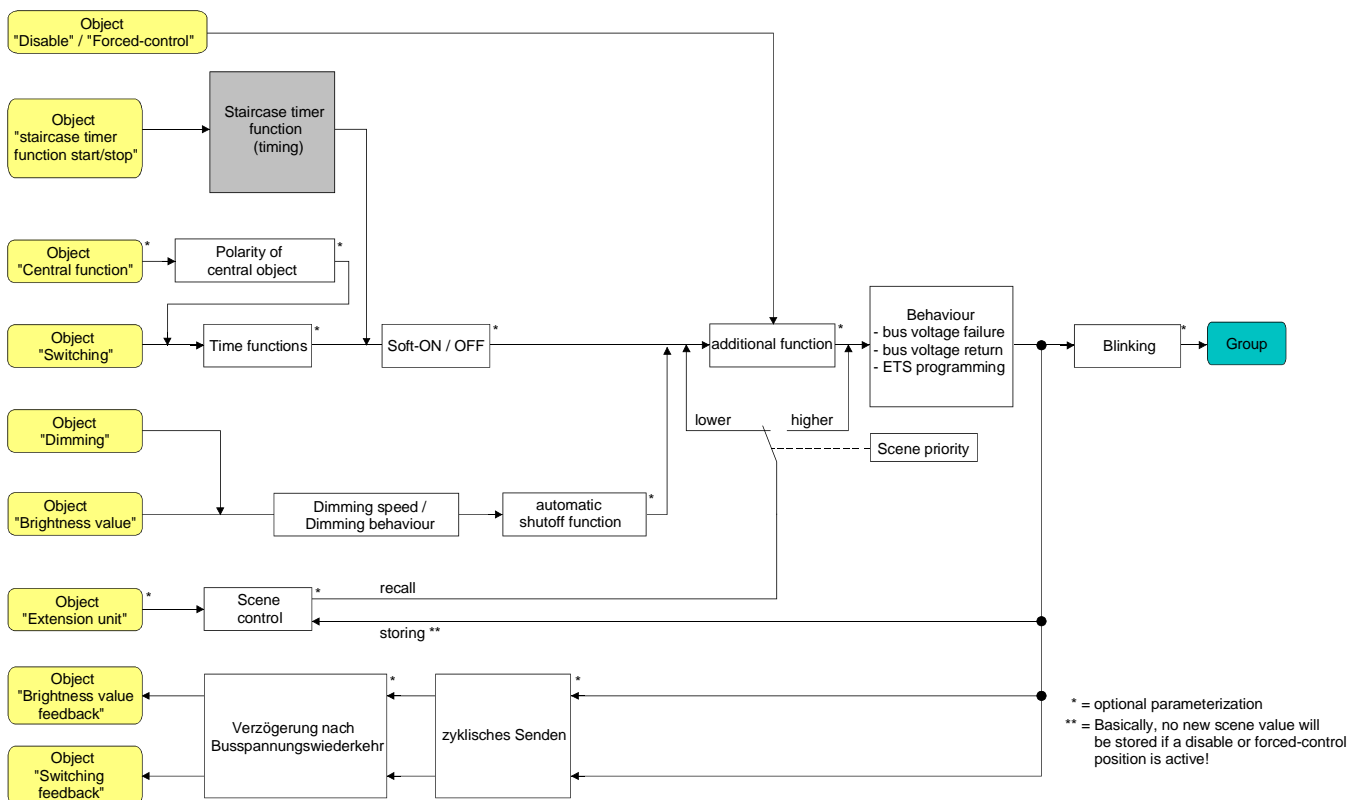 Object
"Disable" / "Forced-control"
Object
"staircase timer
function start/stop"
Staircase timer
function
(timing)
Object
"Central function"
*
Polarity of
central object
*
Object
"Switching"
Time functions
*
Soft-ON / OFF
*
additional function
*
Behaviour
- bus voltage failure
- bus voltage return
- ETS programming
Blinking
*
Group
lower
higher
Scene priority
Object
"Dimming"
Object
"Brightness value"
Dimming speed /
Dimming behaviour
automatic
shutoff function
*
Object
"Extension unit"
*
Scene
control
*
recall
storing **
Object
"Brightness value
feedback"
Object
"Switching
feedback"
Verzögerung nach
Busspannungswiederkehr
*
zyklisches Senden
*
* = optional parameterization
** = Basically, no new scene value will
be stored if a disable or forced-control
position is active!